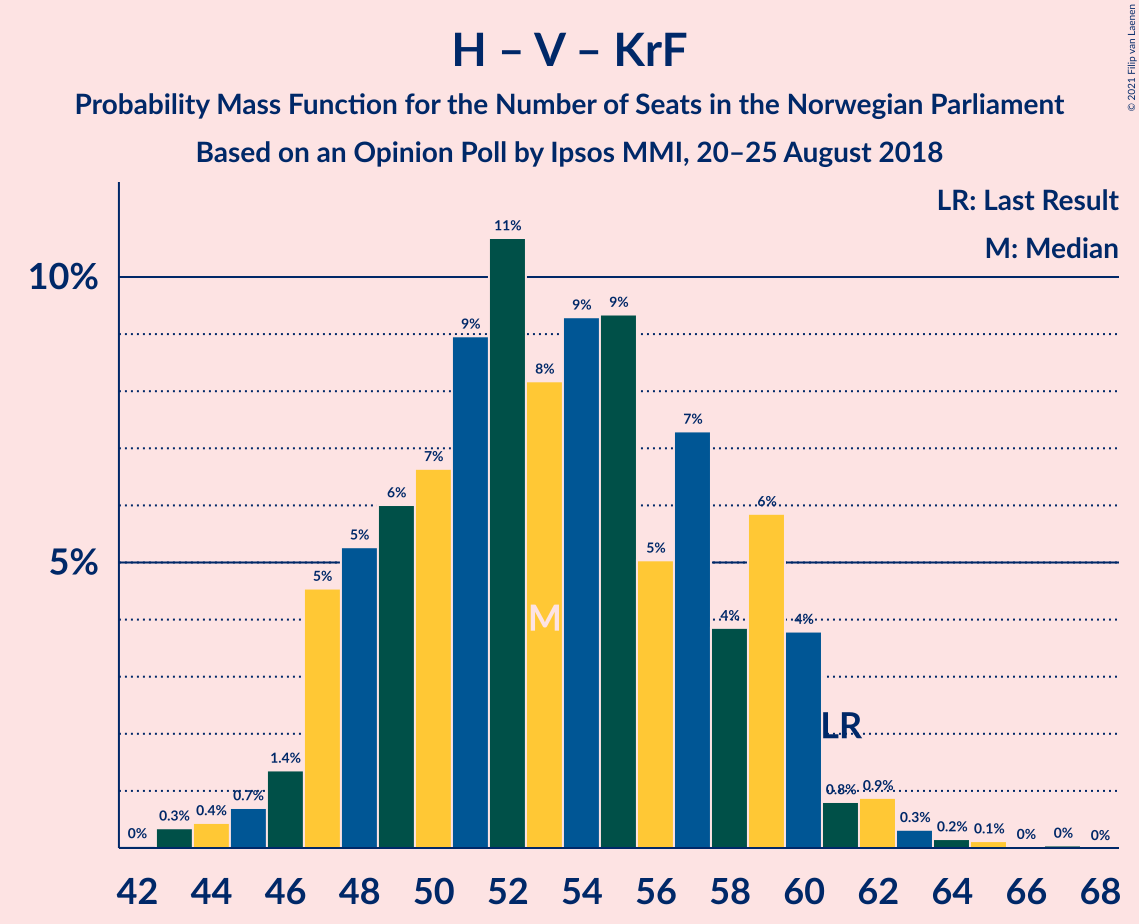 H – V – KrF
Probability Mass Function for the Number of Seats in the Norwegian Parliament
Based on an Opinion Poll by Ipsos MMI, 20–25 August 2018
© 2021 Filip van Laenen
LR: Last Result
M: Median
10%
5%
0% 0.3% 0.4% 0.7% 1.4% 5% 5% 6% 7% 9% 11% 8% 9% 9% 5% 7% 4% 6% 4% 0.8% 0.9% 0.3% 0.2% 0.1% 0% 0% 0%
M
LR
42 44 46 48 50 52 54 56 58 60 62 64 66 68